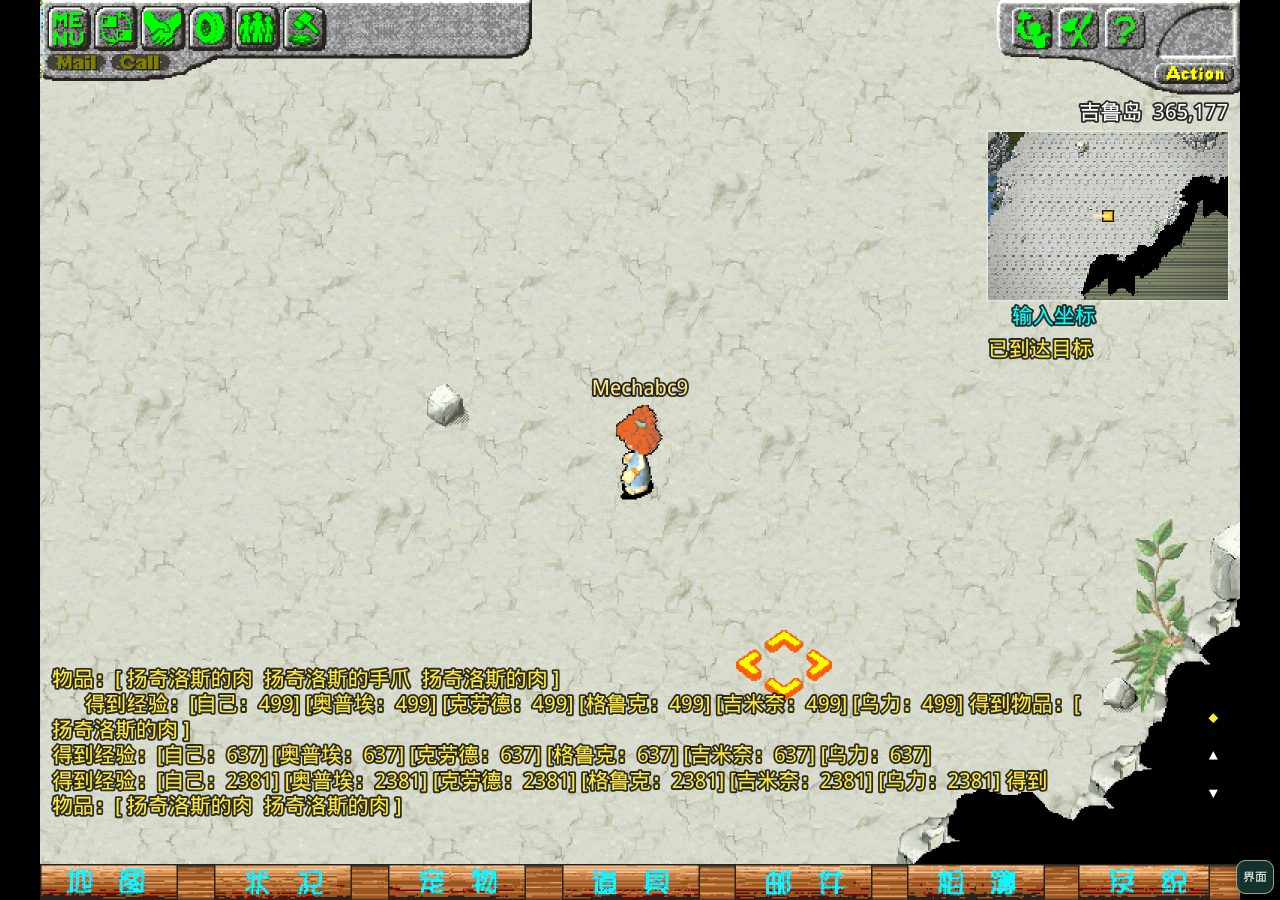 MENU
Mail Call
Action
吉鲁岛 365,177
输入坐标
已到达目标
Mechabc9
物品：[ 扬奇洛斯的肉 扬奇洛斯的手爪 扬奇洛斯的肉 ]
得到经验：[自己：499] [奥普埃：499] [克劳德：499] [格鲁克：499] [吉米奈：499] [乌力：499] 得到物品：[
扬奇洛斯的肉 ]
得到经验：[自己：637] [奥普埃：637] [克劳德：637] [格鲁克：637] [吉米奈：637] [乌力：637]
得到经验：[自己：2381] [奥普埃：2381] [克劳德：2381] [格鲁克：2381] [吉米奈：2381] [乌力：2381] 得到
物品：[ 扬奇洛斯的肉 扬奇洛斯的肉 ]
地图 状况 宠物 道具 邮件 相簿 系统
界面